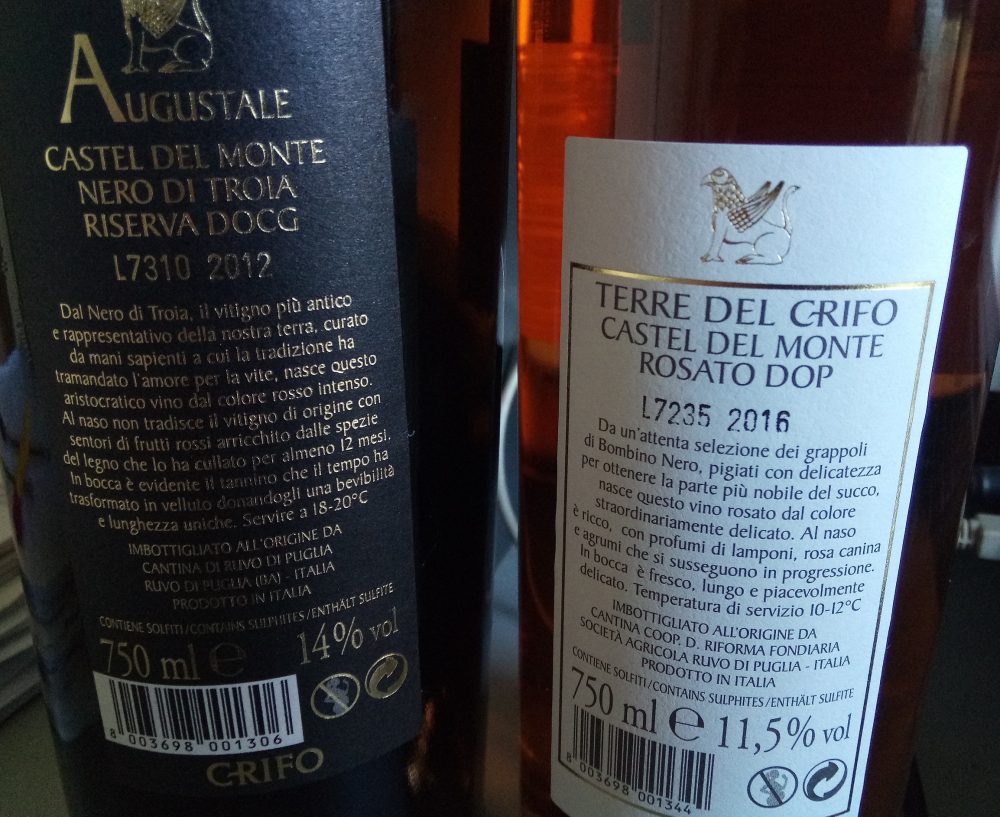 AUGUSTALE
CASTEL DEL MONTE
NERO DI TROIA
RISERVA DOCG
L7310 2012
Dal Nero di Troia, il vitigno più antico
e rappresentativo della nostra terra, curato
da mani sapienti a cui la tradizione ha
tramandato l'amore per la vite, nasce questo
aristocratico vino dal colore rosso intenso.
Al naso non tradisce il vitigno di origine con
sentori di frutti rossi arricchito dalle spezie
del legno che lo ha cullato per almeno 12 mesi.
In bocca è evidente il tannino che il tempo ha
trasformato in velluto donandogli una bevibilità
e lunghezza uniche. Servire a 18-20°C
IMBOTTIGLIATO ALL'ORIGINE DA
CANTINA DI RUVO DI PUGLIA
RUVO DI PUGLIA (BA) - ITALIA
PRODOTTO IN ITALIA
CONTIENE SOLFITI/CONTAINS SULPHITES/ENTHÄLT SULFITE
750 ml e 14% vol
8 003698 001306
GRIFO
TERRE DEL GRIFO
CASTEL DEL MONTE
ROSATO DOP
L7235 2016
Da un'attenta selezione dei grappoli
di Bombino Nero, pigiati con delicatezza
per ottenere la parte più nobile del succo,
nasce questo vino rosato dal colore
straordinariamente delicato. Al naso
è ricco, con profumi di lamponi, rosa canina
e agrumi che si susseguono in progressione.
In bocca è fresco, lungo e piacevolmente
delicato. Temperatura di servizio 10-12°C
IMBOTTIGLIATO ALL'ORIGINE DA
CANTINA COOP. D. RIFORMA FONDIARIA
SOCIETÀ AGRICOLA RUVO DI PUGLIA - ITALIA
PRODOTTO IN ITALIA
CONTIENE SOLFITI/CONTAINS SULPHITES/ENTHÄLT SULFITE
750 ml e 11,5% vol
8 003698 001344